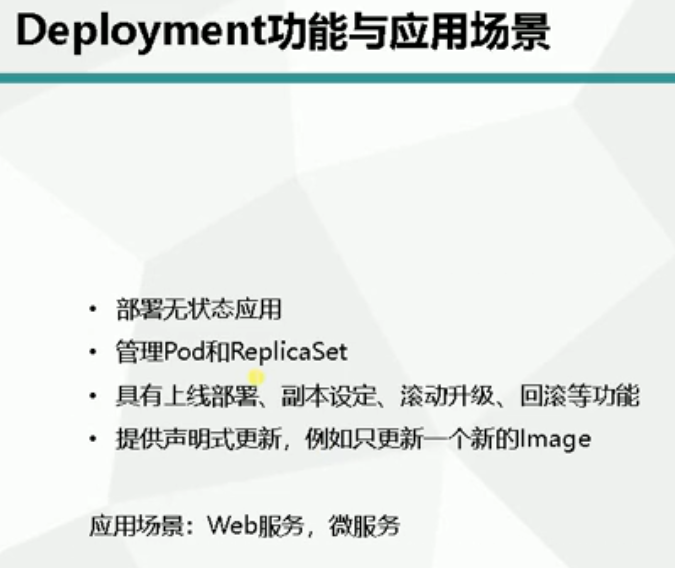 Deployment功能与应用场景
• 部署无状态应用
• 管理Pod和ReplicaSet
• 具有上线部署、副本设定、滚动升级、回滚等功能
• 提供声明式更新，例如只更新一个新的Image
应用场景：Web服务，微服务